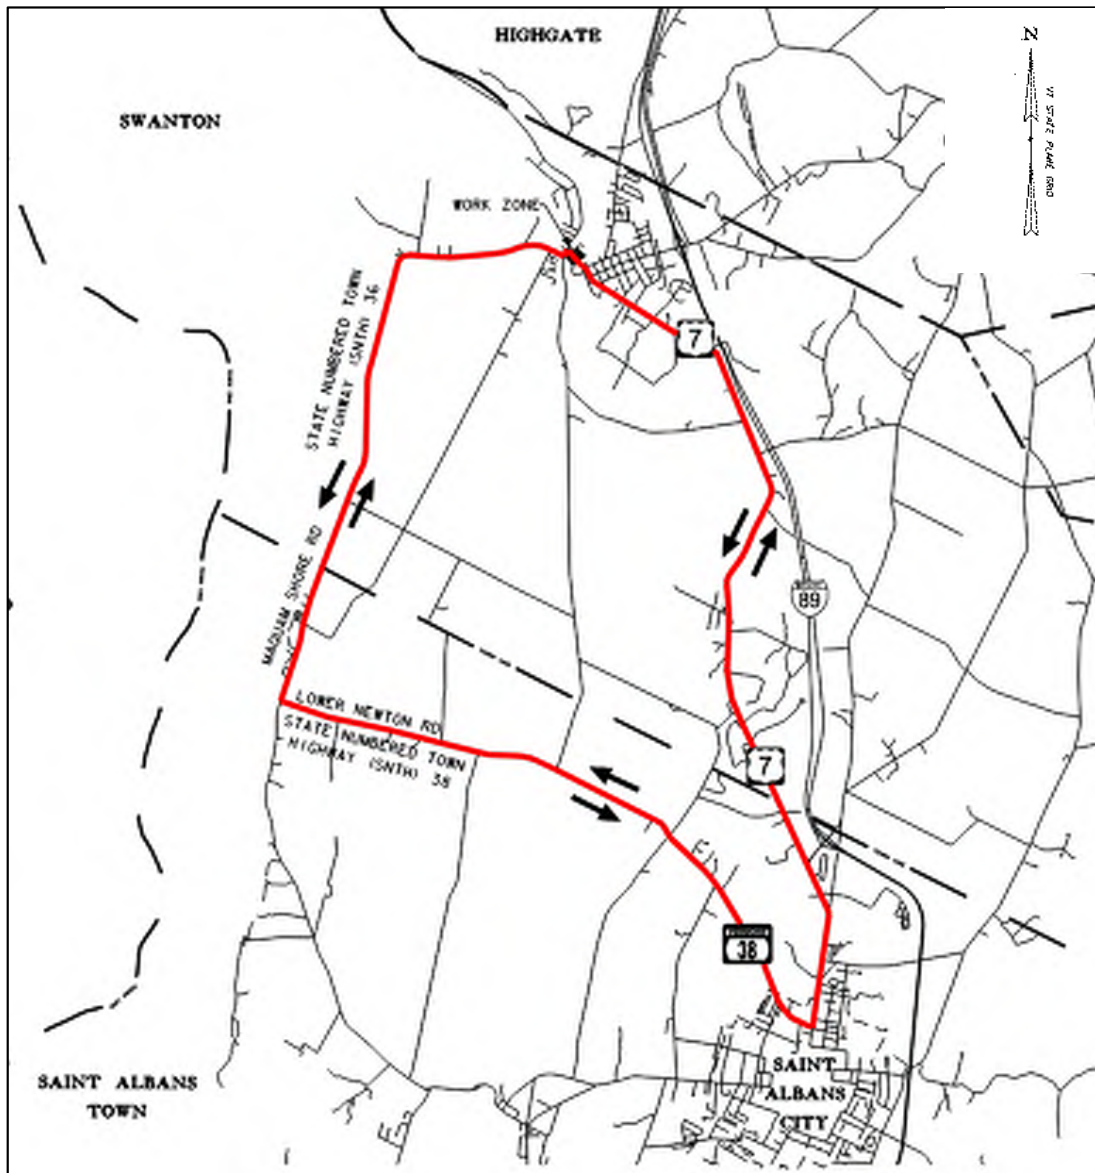 HIGHGATE
N
VT STATE PLANE GRID
SWANTON
WORK ZONE
STATE NUMBERED TOWN
HIGHWAY (SNTH) 36
7
MAQUAM SHORE RD
89
LOWER NEWTON RD
STATE NUMBERED TOWN
HIGHWAY (SNTH) 38
7
38
SAINT ALBANS
TOWN
SAINT
ALBANS
CITY